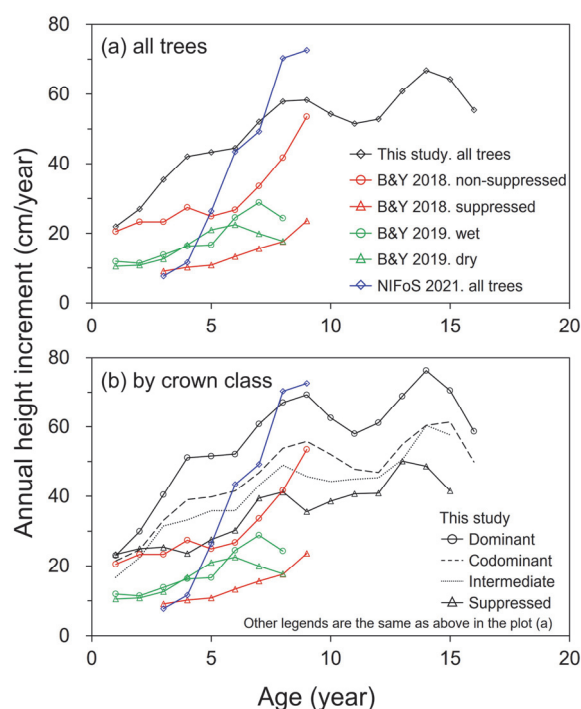 Annual height increment (cm/year)
(a) all trees
80
60
40
20
0
This study. all trees
B&Y 2018. non-suppressed
B&Y 2018. suppressed
B&Y 2019. wet
B&Y 2019. dry
NIFoS 2021. all trees
0 5 10 15 20
(b) by crown class
80
60
40
20
0
This study
Dominant
Codominant
Intermediate
Suppressed
Other legends are the same as above in the plot (a)
0 5 10 15 20
Age (year)